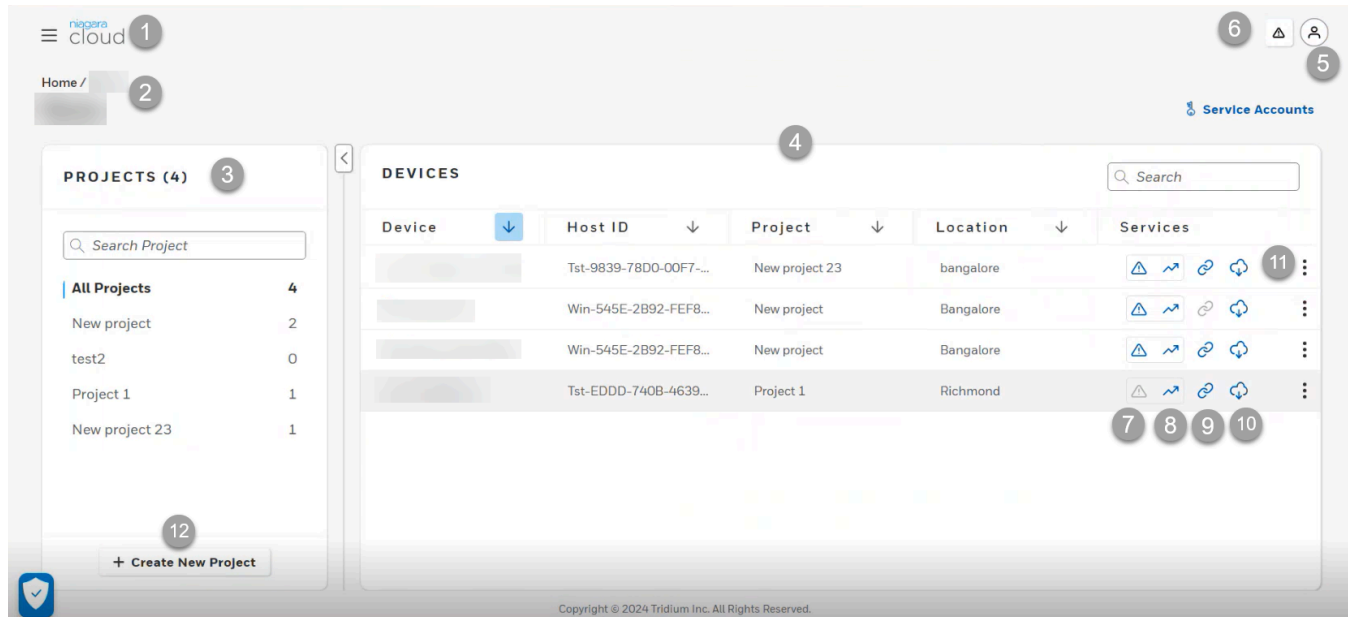 niagara
cloud
1
6
5
Home /
2
Service Accounts
4
PROJECTS (4)
3
DEVICES
Search
Device
Host ID
Project
Location
Services
Search Project
Tst-9839-78D0-00F7-...
New project 23
bangalore
11
All Projects
4
Win-545E-2B92-FEF8...
New project
Bangalore
New project
2
Win-545E-2B92-FEF8...
New project
Bangalore
test2
0
Tst-EDDD-740B-4639...
Project 1
Richmond
Project 1
1
7
8
9
10
New project 23
1
12
+ Create New Project
Copyright © 2024 Tridium Inc. All Rights Reserved.